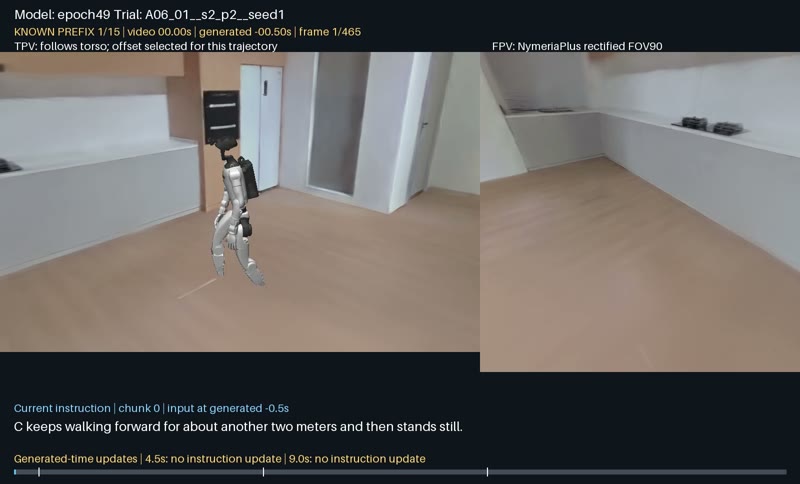 Model: epoch49 Trial: A06_01__s2_p2__seed1
KNOWN PREFIX 1/15 | video 00.00s | generated -00.50s | frame 1/465
TPV: follows torso; offset selected for this trajectory
FPV: NymeriaPlus rectified FOV90
Current instruction | chunk 0 | input at generated -0.5s
C keeps walking forward for about another two meters and then stands still.
Generated-time updates | 4.5s: no instruction update | 9.0s: no instruction update